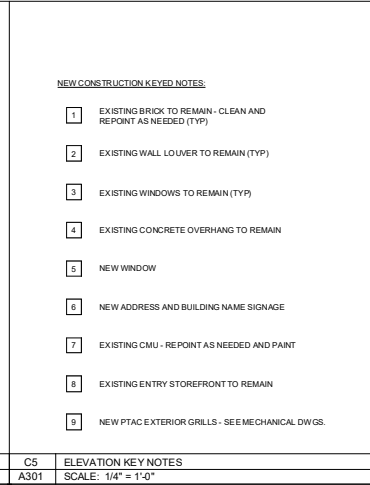 NEW CONSTRUCTION KEYED NOTES:
1 EXISTING BRICK TO REMAIN - CLEAN AND
REPOINT AS NEEDED (TYP)
2 EXISTING WALL LOUVER TO REMAIN (TYP)
3 EXISTING WINDOWS TO REMAIN (TYP)
4 EXISTING CONCRETE OVERHANG TO REMAIN
5 NEW WINDOW
6 NEW ADDRESS AND BUILDING NAME SIGNAGE
7 EXISTING CMU - REPOINT AS NEEDED AND PAINT
8 EXISTING ENTRY STOREFRONT TO REMAIN
9 NEW PTAC EXTERIOR GRILLS - SEE MECHANICAL DWGS.
C5 ELEVATION KEY NOTES
A301 SCALE: 1/4" = 1'-0"